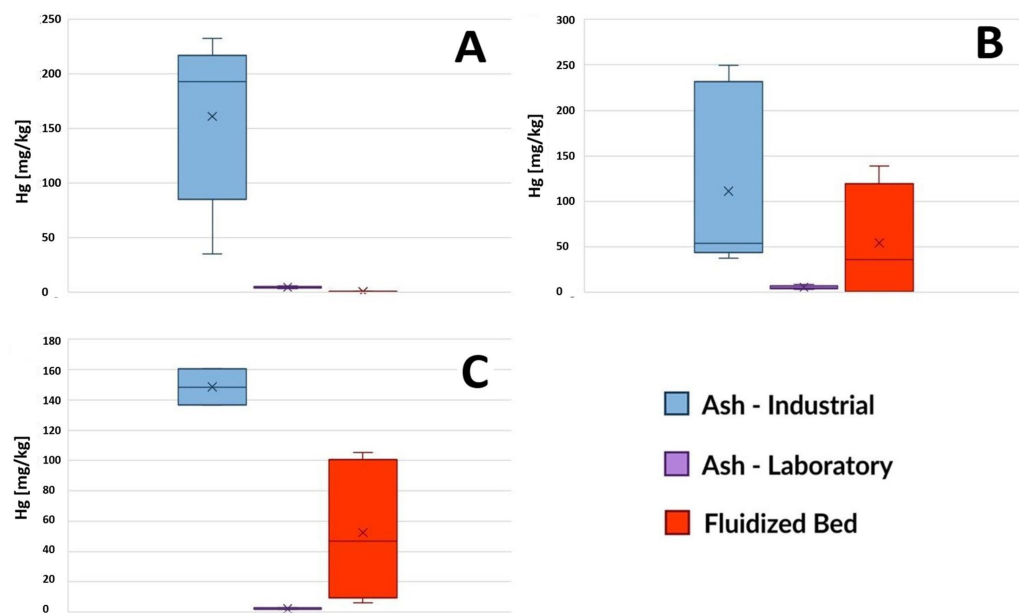 A
Hg [mg/kg]
250
200
150
100
50
0
B
Hg [mg/kg]
300
250
200
150
100
50
0
C
Hg [mg/kg]
180
160
140
120
100
80
60
40
20
0
Ash - Industrial
Ash - Laboratory
Fluidized Bed